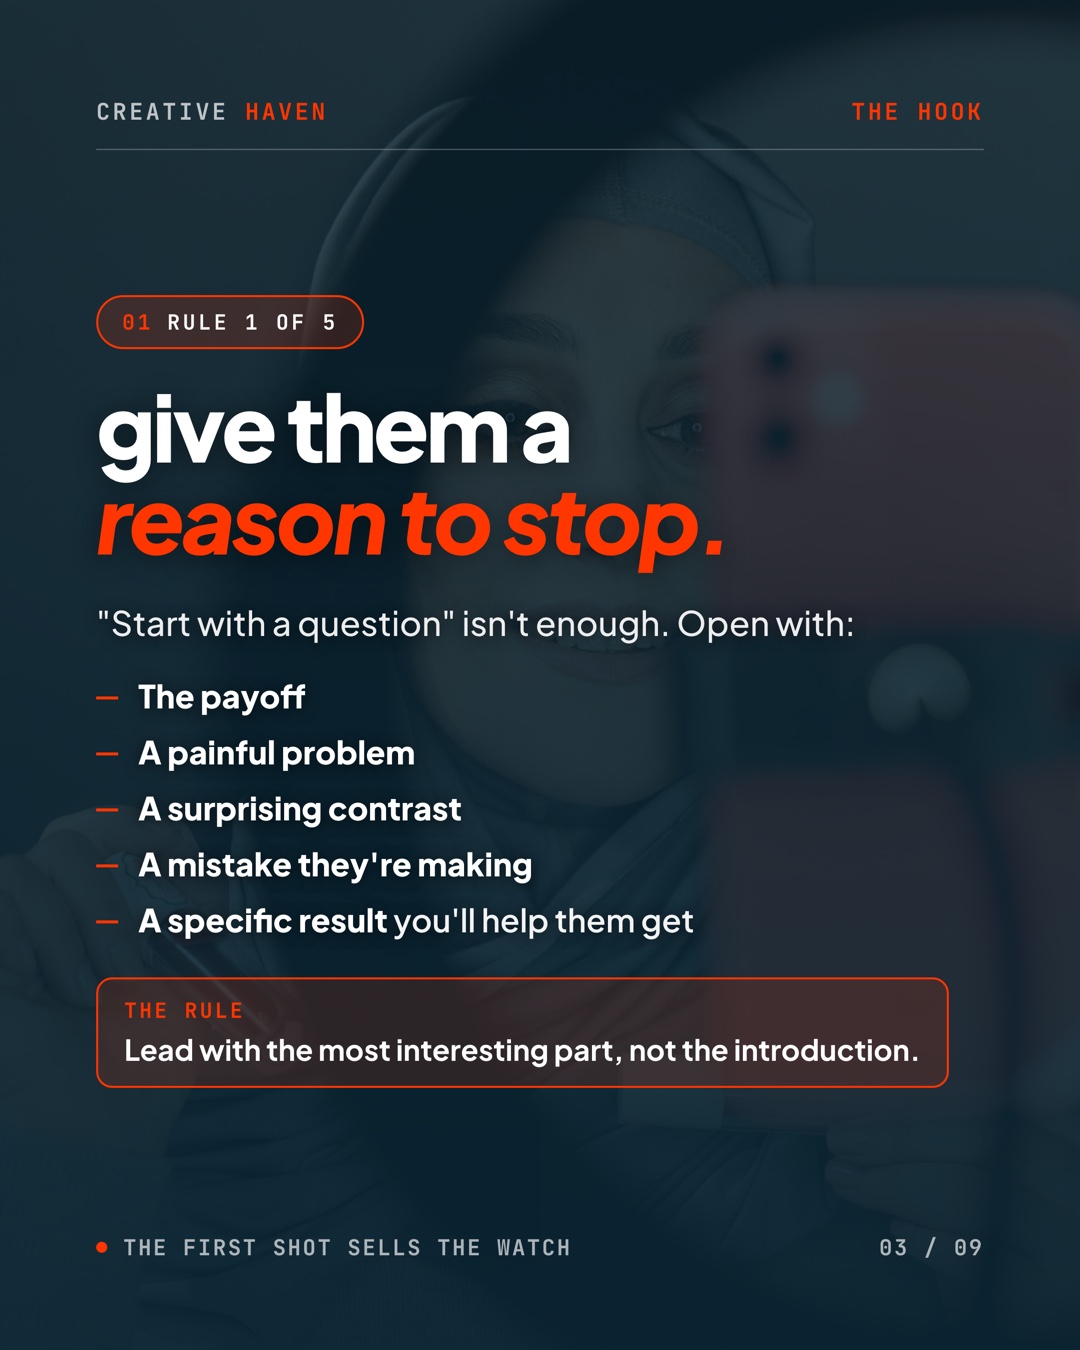 CREATIVE HAVEN
THE HOOK
01 RULE 1 OF 5
give them a
reason to stop.
"Start with a question" isn't enough. Open with:
— The payoff
— A painful problem
— A surprising contrast
— A mistake they're making
— A specific result you'll help them get
THE RULE
Lead with the most interesting part, not the introduction.
THE FIRST SHOT SELLS THE WATCH
03 / 09